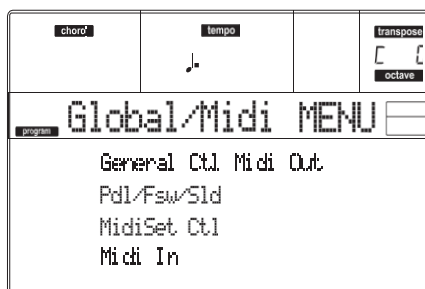 chord tempo transpose
C 0
octave
program Global/Midi MENU
General Ctl Midi Out
Pdl/Fsw/Sld
MidiSet Ctl
Midi In